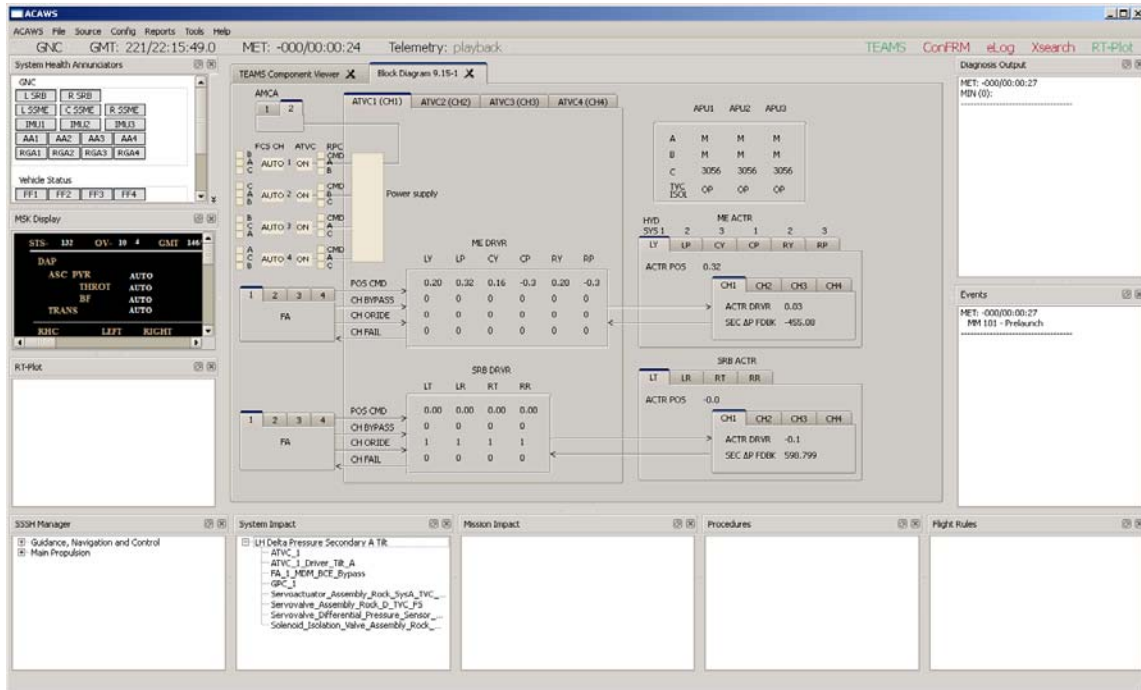 ACAWS
ACAWS File Source Config Reports Tools Help
GNC GMT: 221/22:15:49.0 MET: -000/00:00:24 Telemetry: playback TEAMS ConFRM eLog Xsearch RT-Plot
System Health Annunciators
GNC
L SRB R SRB
L SSME C SSME R SSME
IMU1 IMU2 IMU3
AA1 AA2 AA3 AA4
RGA1 RGA2 RGA3 RGA4
Vehicle Status
FF1 FF2 FF3 FF4
MSK Display
STS- 132 OV- 10 4 GMT 146
DAP
ASC PYR AUTO
THROT AUTO
BF AUTO
TRANS AUTO
RHC LEFT RIGHT
RT-Plot
TEAMS Component Viewer Block Diagram 9.15-1
AMCA
1 2
ATVC1 (CH1) ATVC2 (CH2) ATVC3 (CH3) ATVC4 (CH4)
FCS CH ATVC RPC
B A C AUTO 1 ON CMD A B
C A B AUTO 2 ON CMD B C
B C A AUTO 3 ON CMD A B
A C B AUTO 4 ON CMD A C
Power supply
APU1 APU2 APU3
A M M M
B M M M
C 3056 3056 3056
TVC ISOL OP OP OP
ME DRVR
LY LP CY CP RY RP
POS CMD 0.20 0.32 0.16 -0.3 0.20 -0.3
CH BYPASS 0 0 0 0 0 0
CH ORIDE 0 0 0 0 0 0
CH FAIL 0 0 0 0 0 0
1 2 3 4
FA
HYD ME ACTR
SYS 1 2 3 1 2 3
LY LP CY CP RY RP
ACTR POS 0.32
CH1 CH2 CH3 CH4
ACTR DRVR 0.03
SEC ΔP FDBK -455.08
SRB DRVR
LT LR RT RR
POS CMD 0.00 0.00 0.00 0.00
CH BYPASS 0 0 0 0
CH ORIDE 1 1 1 1
CH FAIL 0 0 0 0
1 2 3 4
FA
SRB ACTR
LT LR RT RR
ACTR POS -0.0
CH1 CH2 CH3 CH4
ACTR DRVR -0.1
SEC ΔP FDBK 598.799
Diagnosis Output
MET: -000/00:00:27
MIN (0):
Events
MET: -000/00:00:27
MM 101 - Prelaunch
SSSH Manager
Guidance, Navigation and Control
Main Propulsion
System Impact
LH Delta Pressure Secondary A Tilt
ATVC_1
ATVC_1_Driver_Tilt_A
FA_1_MDM_BCE_Bypass
GPC_1
Servoactuator_Assembly_Rock_SysA_TVC_...
Servovalve_Assembly_Rock_D_TVC_FS
Servovalve_Differential_Pressure_Sensor_...
Solenoid_Isolation_Valve_Assembly_Rock_...
Mission Impact
Procedures
Flight Rules